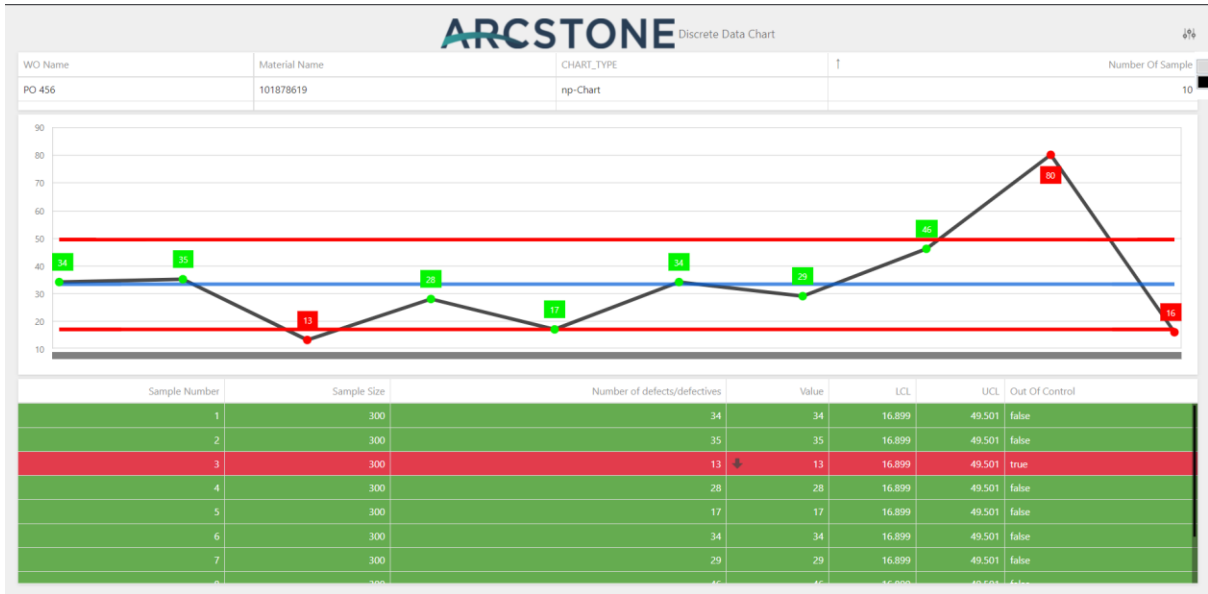 ARCSTONE Discrete Data Chart
WO Name Material Name CHART_TYPE ↑ Number Of Sample
PO 456 101878619 np-Chart 10
90
80
80
70
60
46
50
34 35 34
40
28 29
30
17
13 16
20
10
Sample Number Sample Size Number of defects/defectives Value LCL UCL Out Of Control
1 300 34 34 16.899 49.501 false
2 300 35 35 16.899 49.501 false
3 300 13 13 16.899 49.501 true
4 300 28 28 16.899 49.501 false
5 300 17 17 16.899 49.501 false
6 300 34 34 16.899 49.501 false
7 300 29 29 16.899 49.501 false